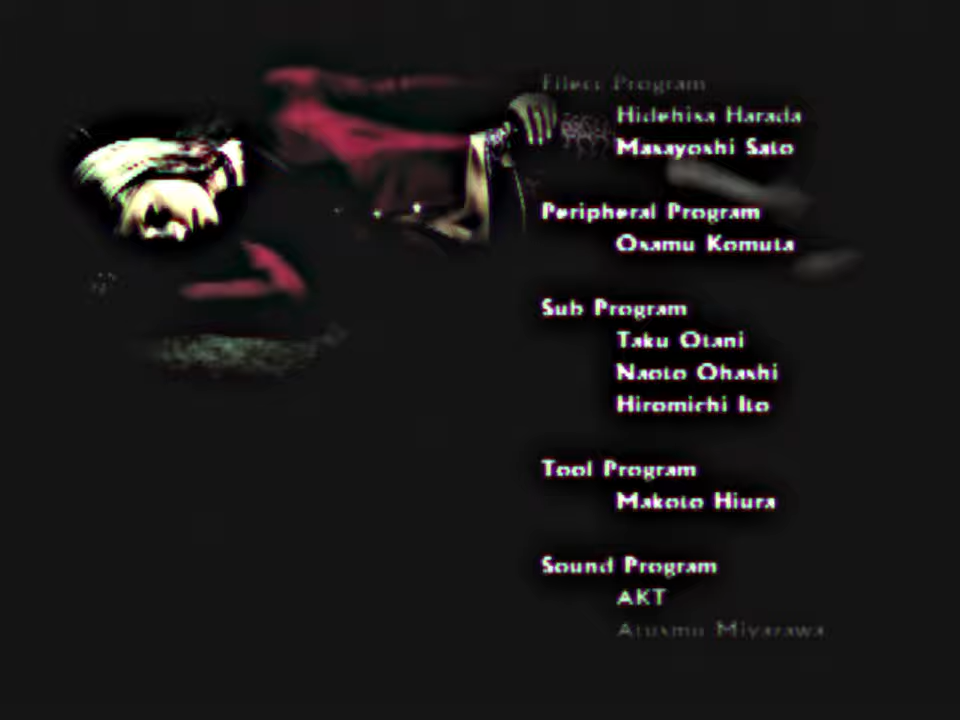 Effect Program
Hidehisa Harada
Masayoshi Sato
Peripheral Program
Osamu Komuta
Sub Program
Taku Otani
Naoto Ohashi
Hiromichi Ito
Tool Program
Makoto Hiura
Sound Program
AKT